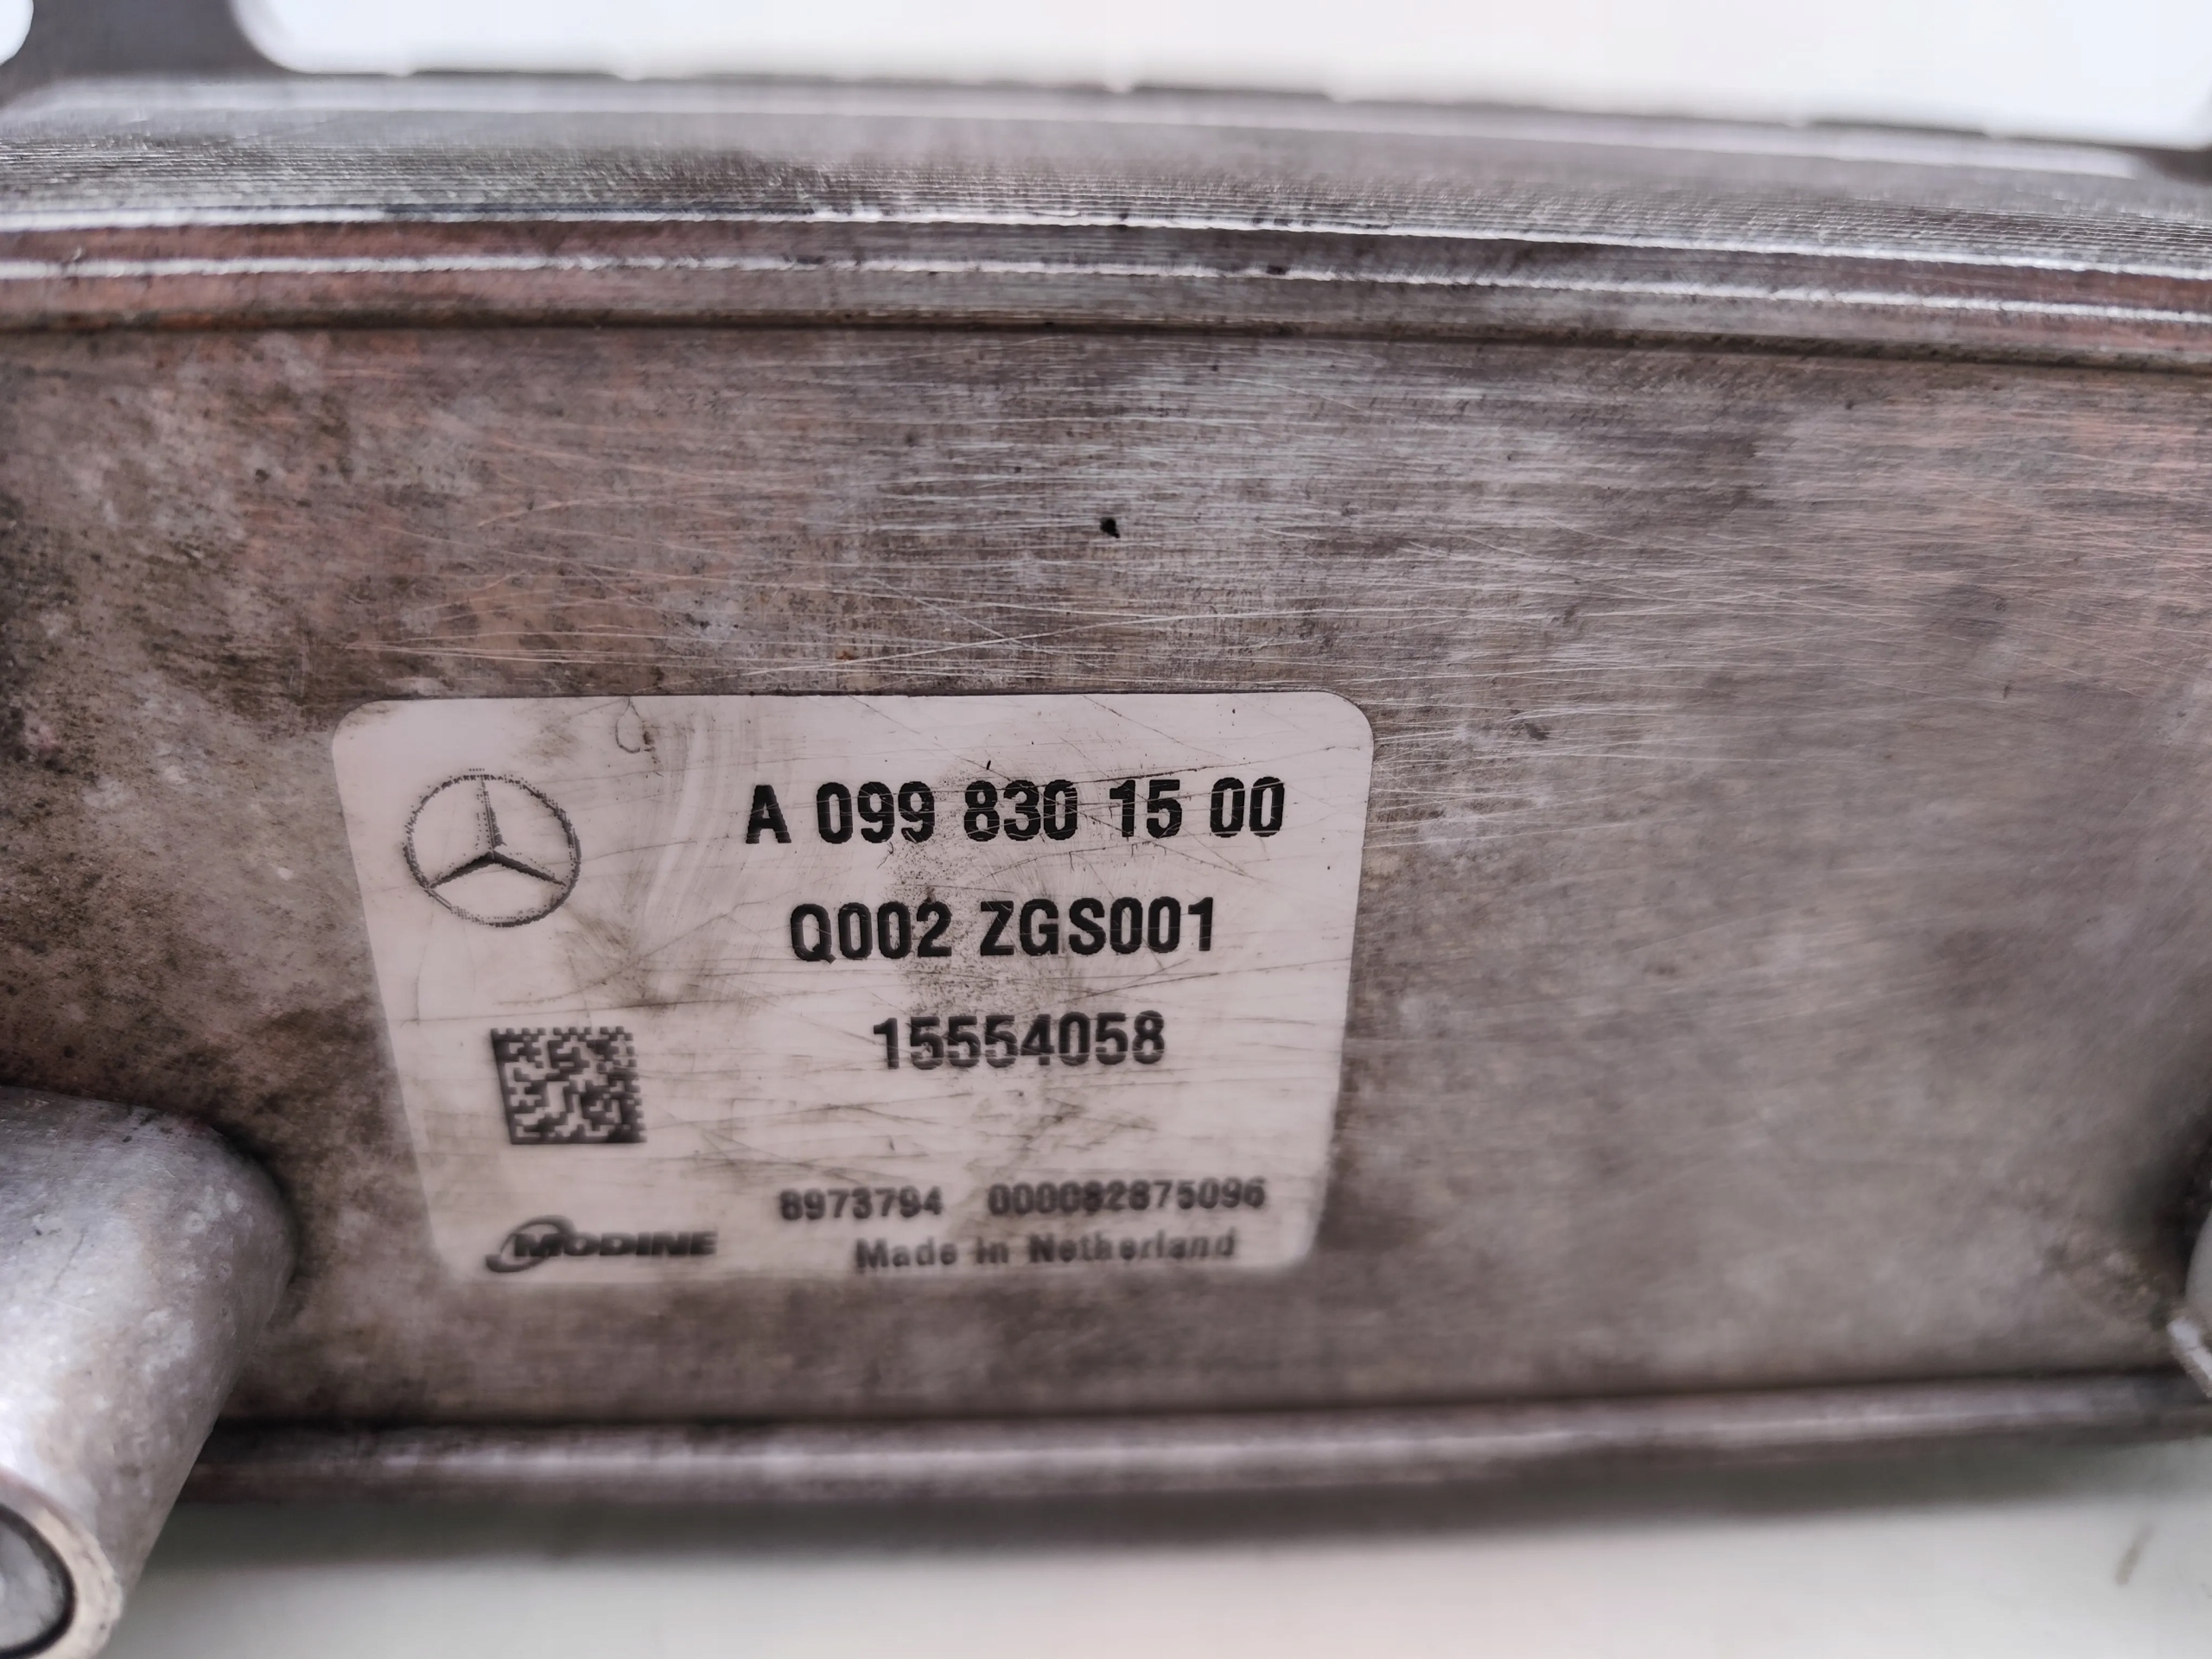 A 099 830 15 00
Q002 ZGS001
15554058
8973794 000082875096
MODINE
Made in Netherland